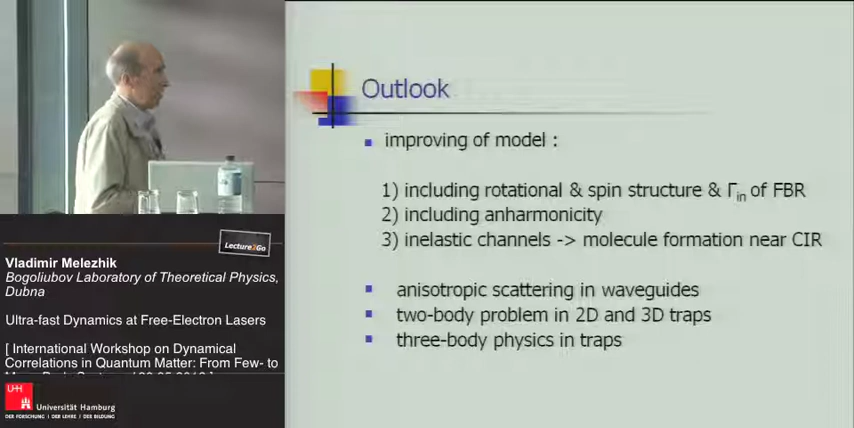 Outlook
improving of model :
1) including rotational & spin structure & Γin of FBR
2) including anharmonicity
3) inelastic channels -> molecule formation near CIR
anisotropic scattering in waveguides
two-body problem in 2D and 3D traps
three-body physics in traps
Lecture2Go
Vladimir Melezhik
Bogoliubov Laboratory of Theoretical Physics,
Dubna
Ultra-fast Dynamics at Free-Electron Lasers
[ International Workshop on Dynamical
Correlations in Quantum Matter: From Few- to
UH
Universität Hamburg
DER FORSCHUNG | DER LEHRE | DER BILDUNG